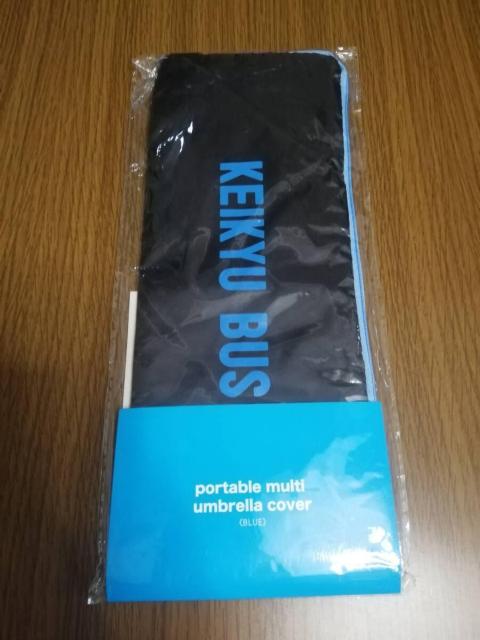 KEIKYU BUS
portable multi
umbrella cover
(BLUE)